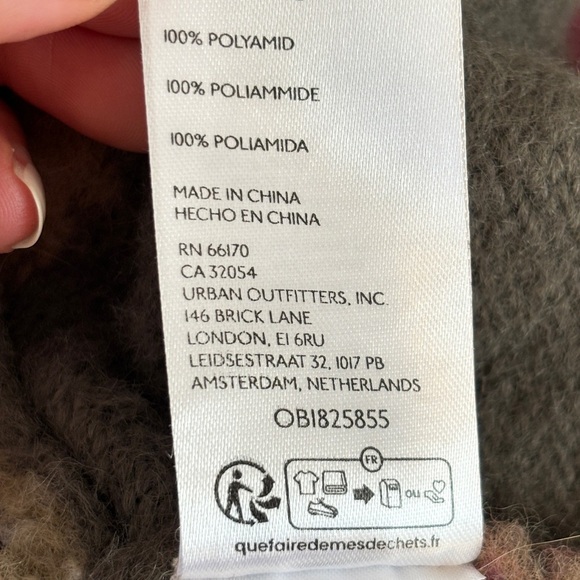 100% POLYAMID
100% POLIAMMIDE
100% POLIAMIDA
MADE IN CHINA
HECHO EN CHINA
RN 66170
CA 32054
URBAN OUTFITTERS, INC.
146 BRICK LANE
LONDON, E1 6RU
LEIDSESTRAAT 32, 1017 PB
AMSTERDAM, NETHERLANDS
OB1825855
FR
ou
quefairedemesdechets.fr